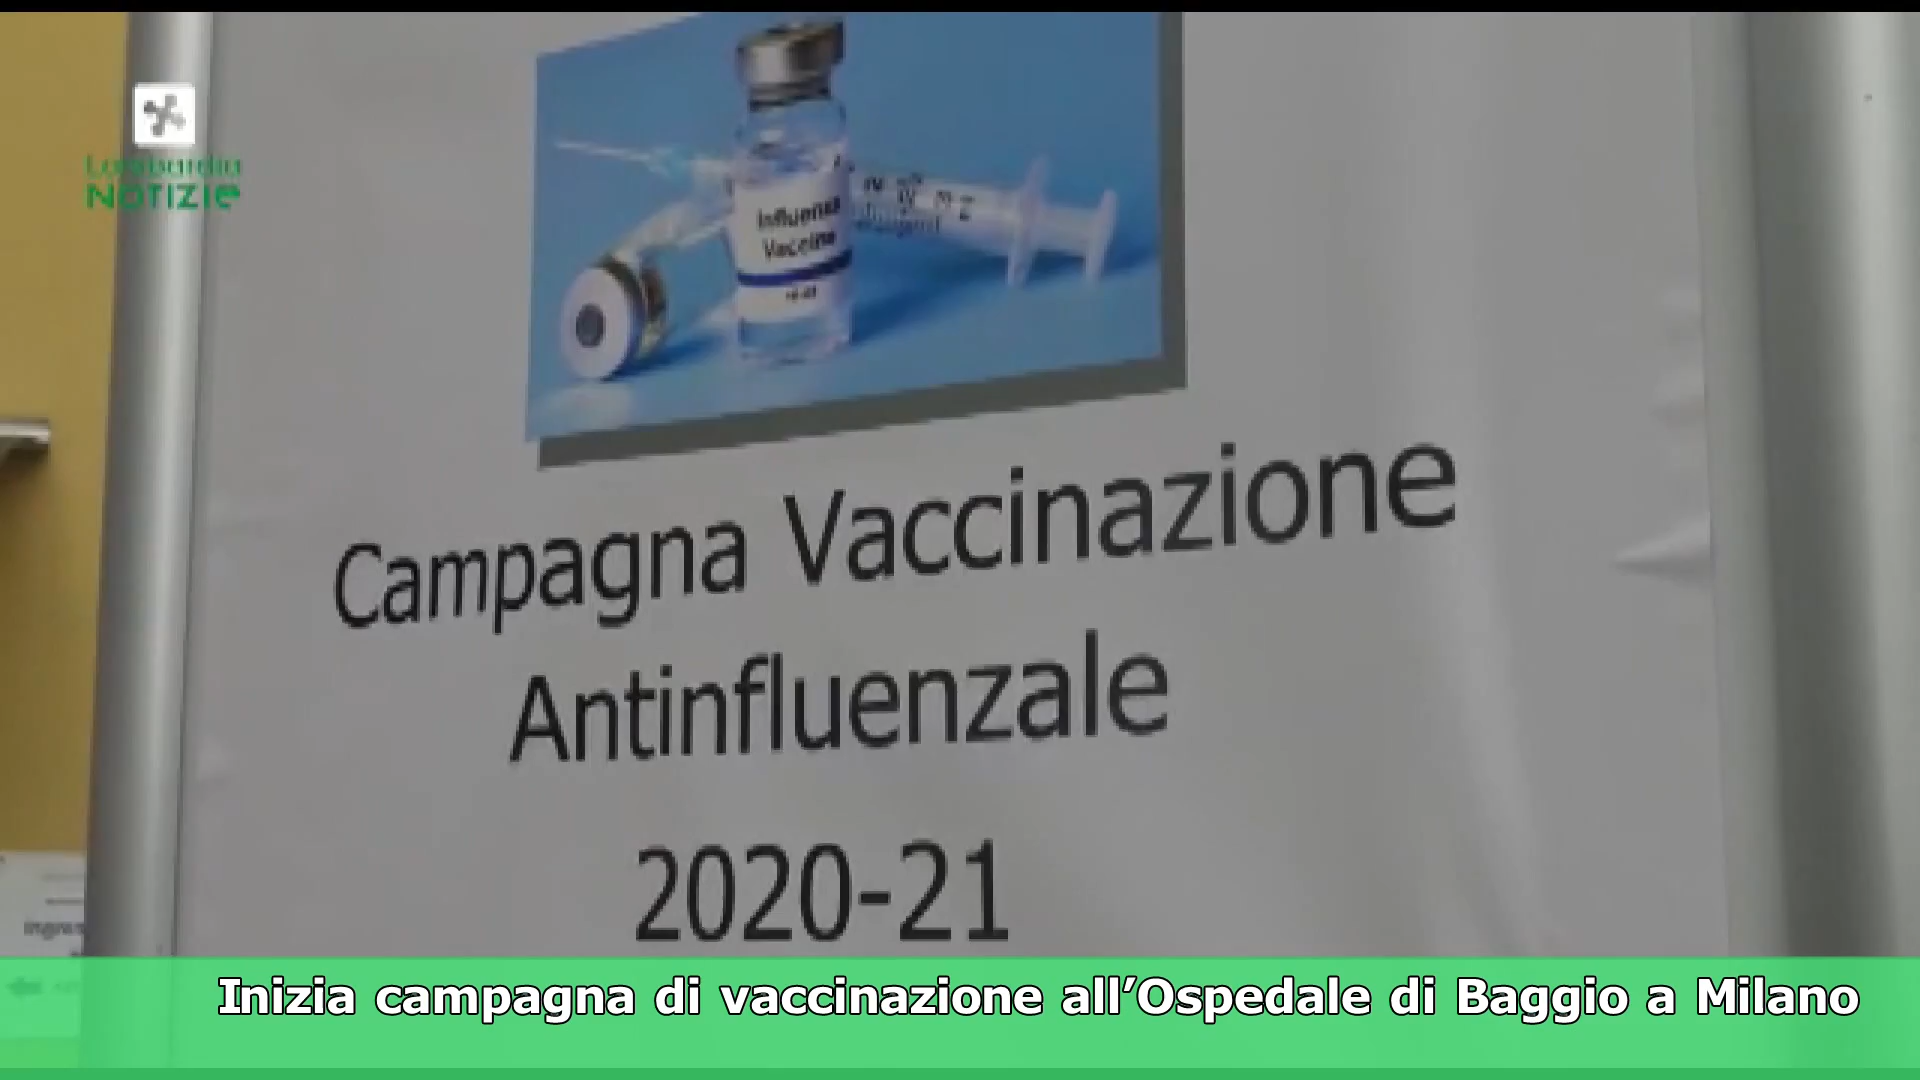 Lombardia
NOTIZIE
Influenza
Vaccine
Campagna Vaccinazione
Antinfluenzale
2020-21
Inizia campagna di vaccinazione all’Ospedale di Baggio a Milano